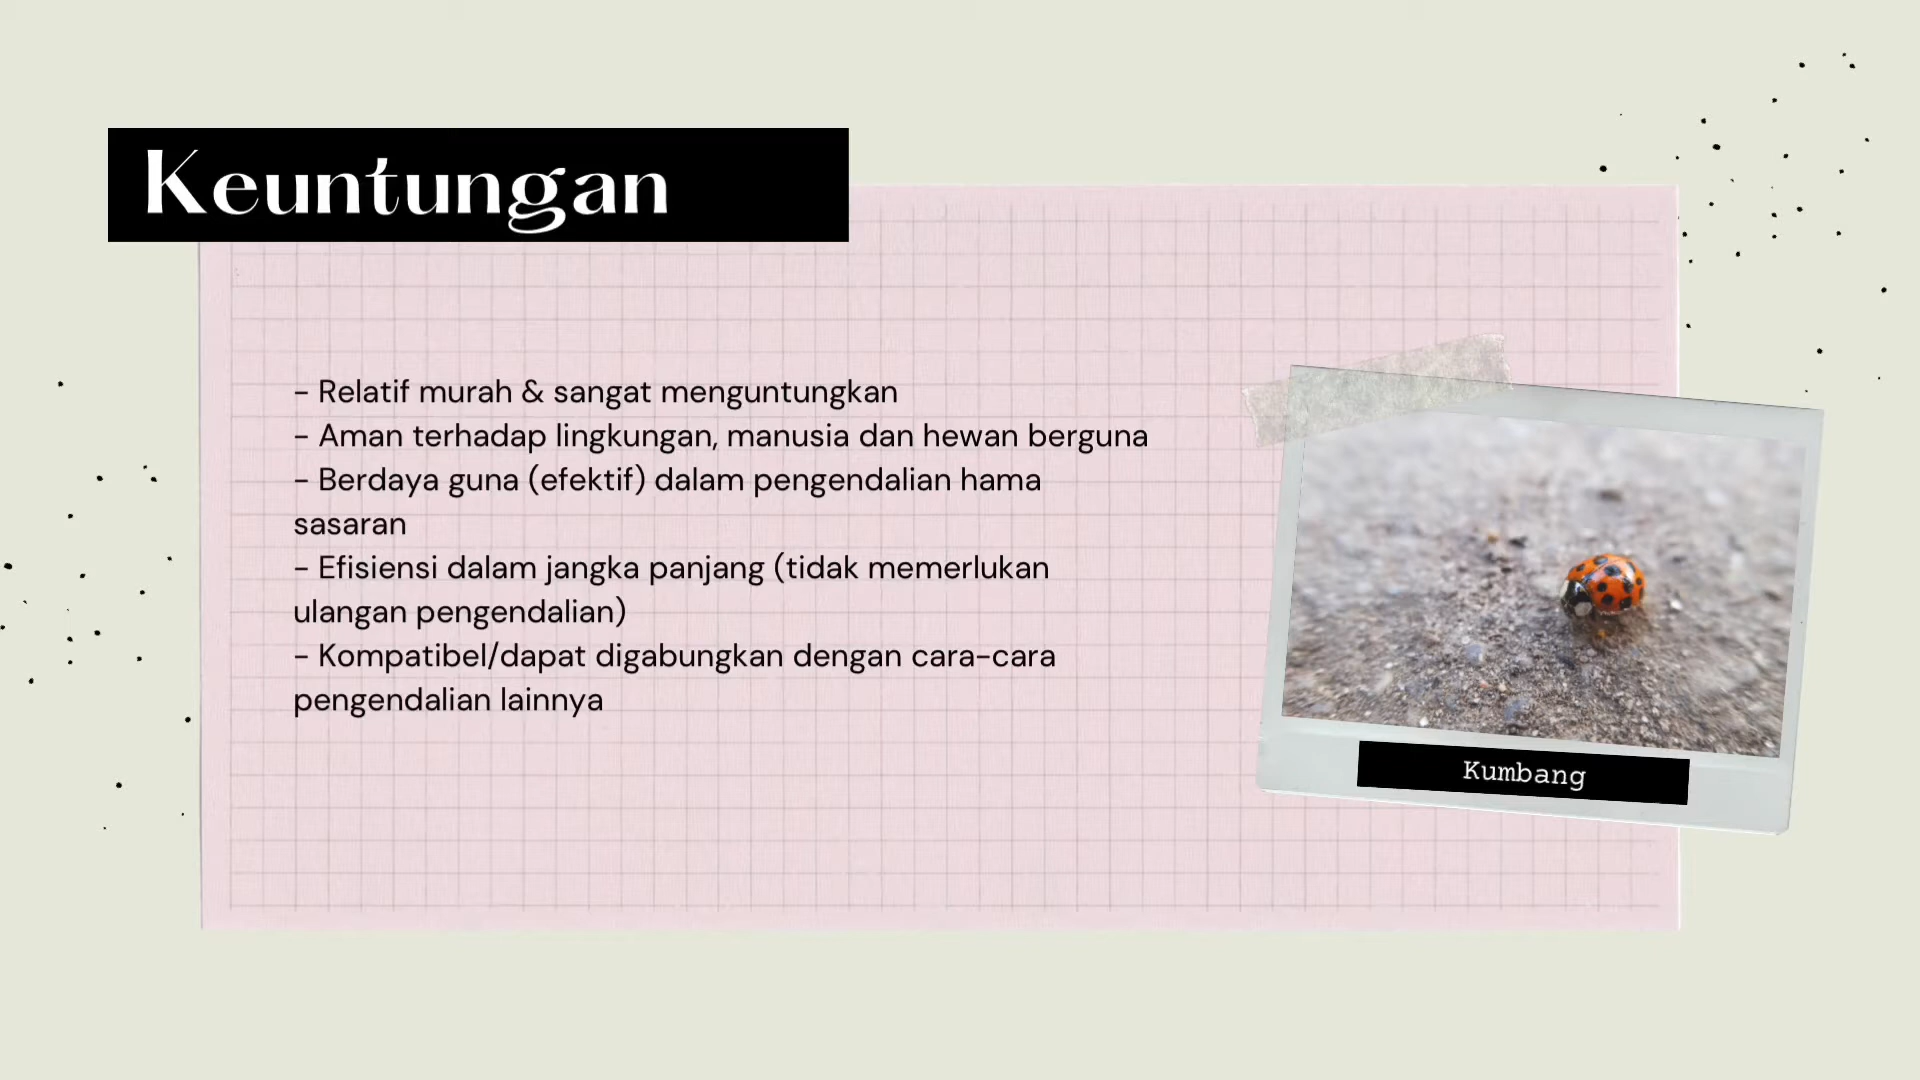 Keuntungan
- Relatif murah & sangat menguntungkan
- Aman terhadap lingkungan, manusia dan hewan berguna
- Berdaya guna (efektif) dalam pengendalian hama
sasaran
- Efisiensi dalam jangka panjang (tidak memerlukan
ulangan pengendalian)
- Kompatibel/dapat digabungkan dengan cara-cara
pengendalian lainnya
Kumbang